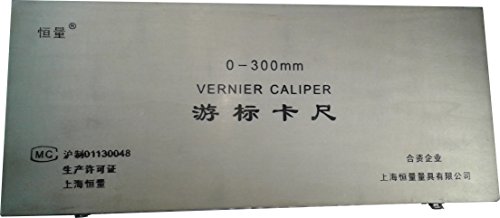 恒量®
0-300mm
VERNIER CALIPER
游标卡尺
MC 沪制01130048
生产许可证
上海恒量
合资企业
上海恒量量具有限公司